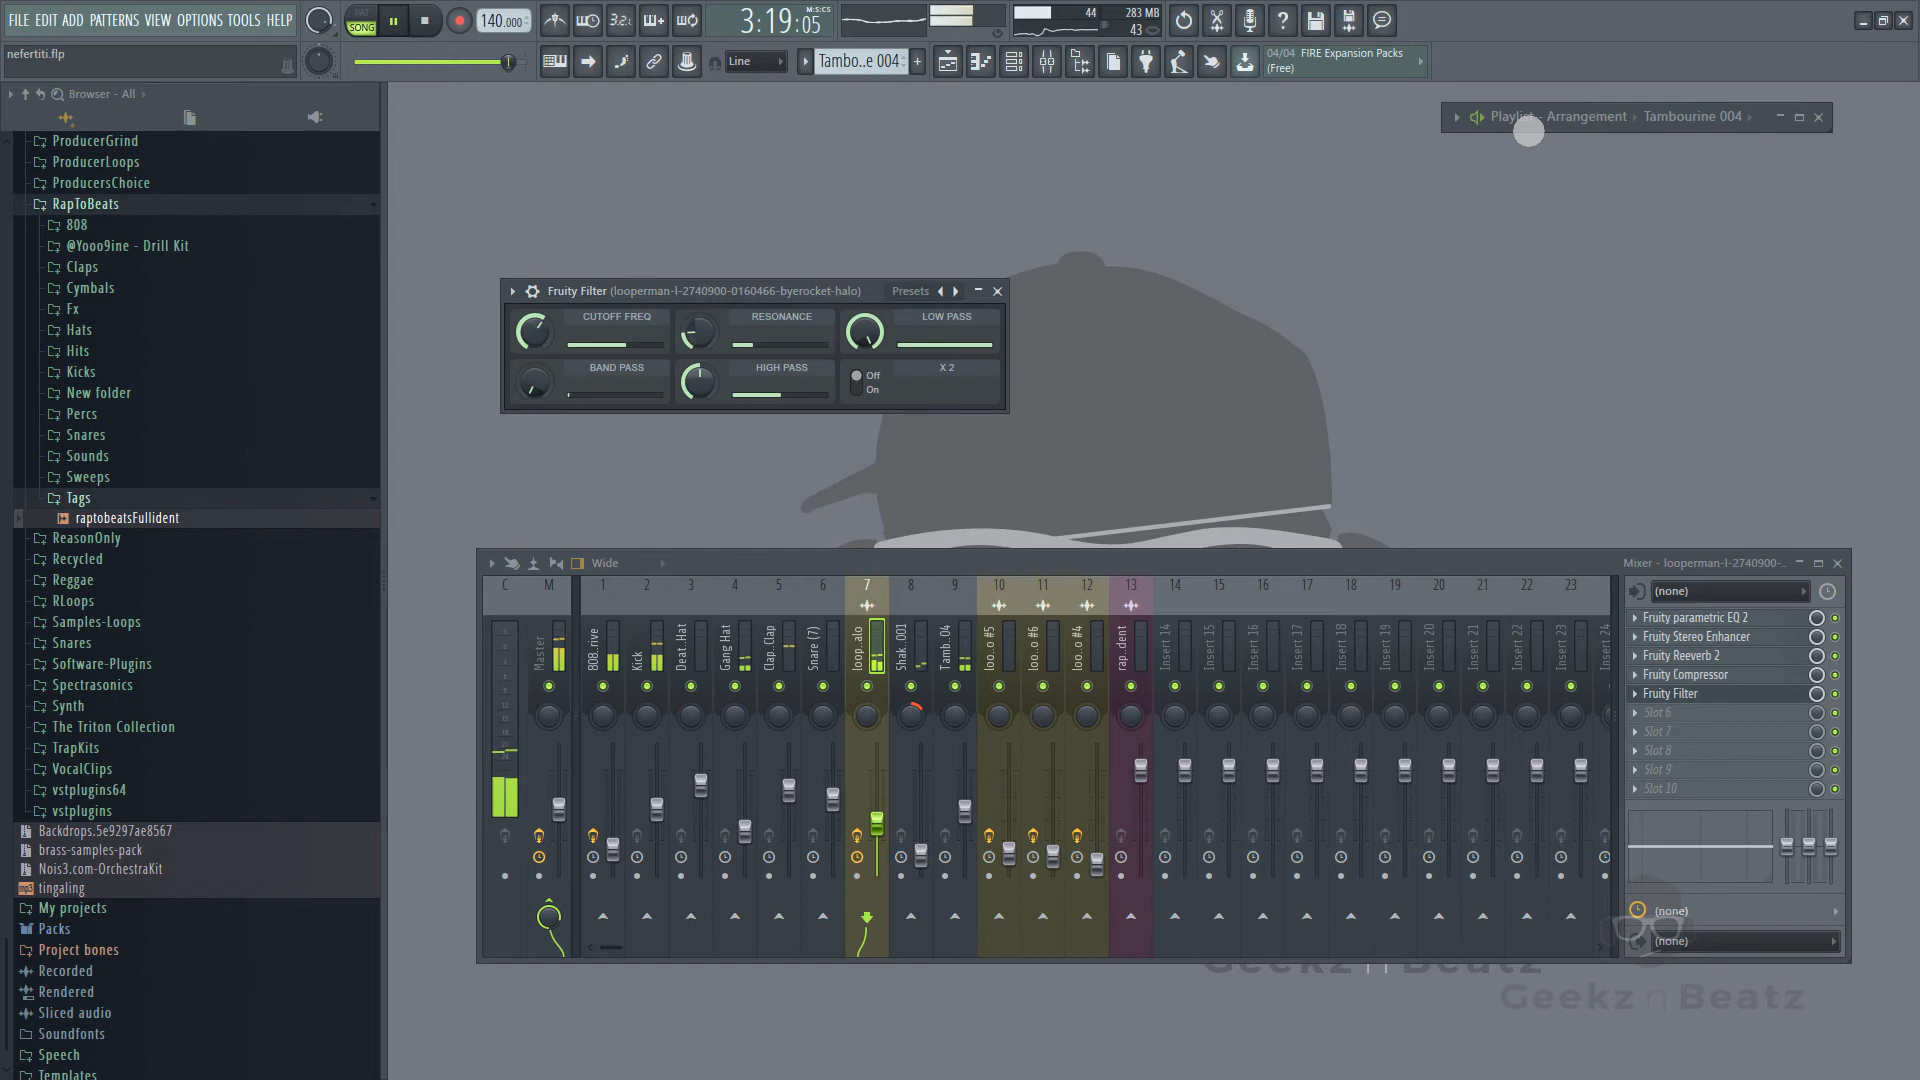 FILE EDIT ADD PATTERNS VIEW OPTIONS TOOLS HELP
PAT
SONG
140.000
3.2.:
3:19:05
M:S:CS
44
283 MB
43
nefertiti.flp
Line
Tambo..e 004
04/04 FIRE Expansion Packs
(Free)
Browser - All
ProducerGrind
ProducerLoops
ProducersChoice
RapToBeats
808
@Yooo9ine - Drill Kit
Claps
Cymbals
Fx
Hats
Hits
Kicks
New folder
Percs
Snares
Sounds
Sweeps
Tags
raptobeatsFullident
ReasonOnly
Recycled
Reggae
RLoops
Samples-Loops
Snares
Software-Plugins
Spectrasonics
Synth
The Triton Collection
TrapKits
VocalClips
vstplugins64
vstplugins
Backdrops.5e9297ae8567
brass-samples-pack
Nois3.com-OrchestraKit
mp3 tingaling
My projects
Packs
Project bones
Recorded
Rendered
Sliced audio
Soundfonts
Speech
Templates
Playlist - Arrangement Tambourine 004
Fruity Filter (looperman-l-2740900-0160466-byerocket-halo) Presets
CUTOFF FREQ RESONANCE LOW PASS
BAND PASS HIGH PASS X 2
Off
On
Wide
Mixer - looperman-l-2740900-..
C M 1 2 3 4 5 6 7 8 9 10 11 12 13 14 15 16 17 18 19 20 21 22 23
Master
808..rive
Kick
Deat..Hat
Gang Hat
Clap..Clap
Snare (7)
loop..alo
Shak..001
Tamb..04
loo..o #5
loo..o #6
loo..o #4
rap..dent
Insert 14
Insert 15
Insert 16
Insert 17
Insert 18
Insert 19
Insert 20
Insert 21
Insert 22
Insert 23
(none)
Fruity parametric EQ 2
Fruity Stereo Enhancer
Fruity Reeverb 2
Fruity Compressor
Fruity Filter
Slot 6
Slot 7
Slot 8
Slot 9
Slot 10
(none)
(none)
Geekz n Beatz
Geekz n Beatz